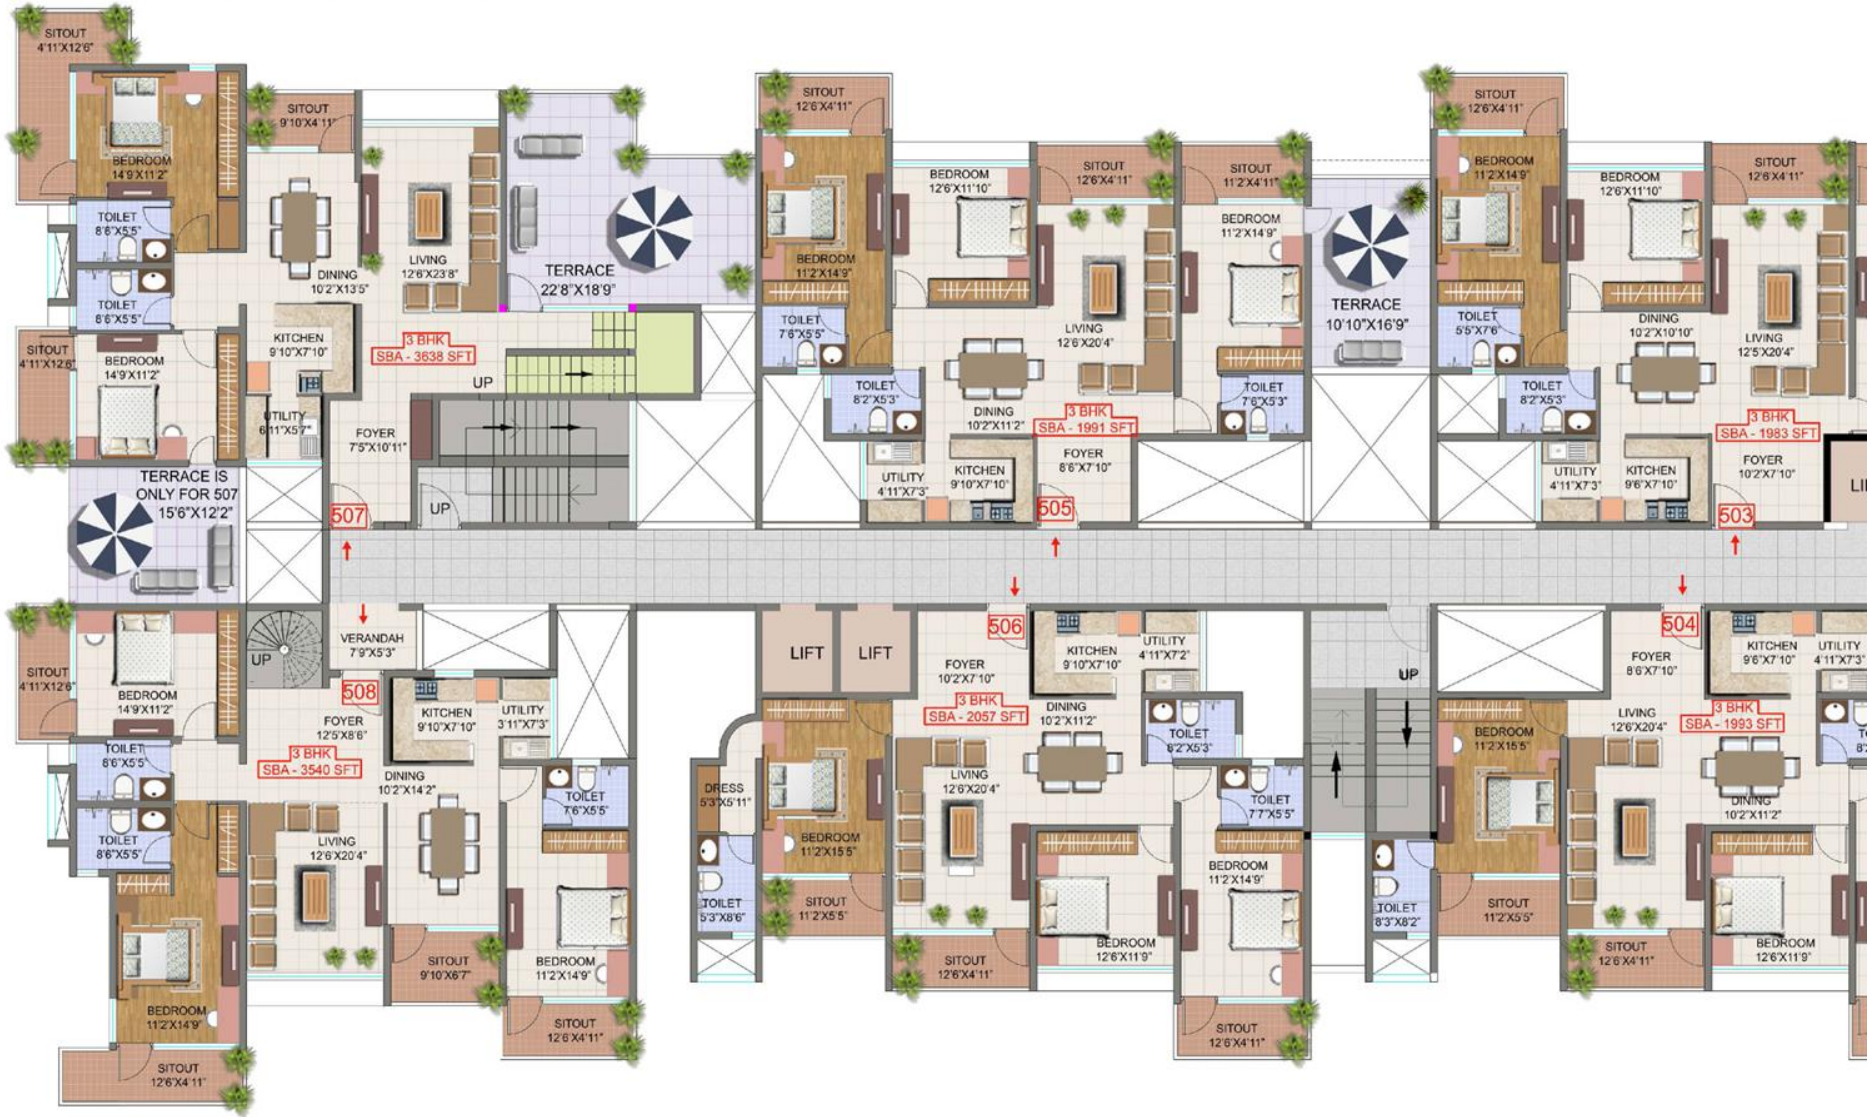 SITOUT
4'11"X12'6"
BEDROOM
14'9"X11'2"
TOILET
8'6"X5'5"
TOILET
8'6"X5'5"
SITOUT
4'11"X12'6"
BEDROOM
14'9"X11'2"
SITOUT
9'10"X4'11"
DINING
10'2"X13'5"
LIVING
12'6"X23'8"
KITCHEN
9'10"X7'10"
UTILITY
6'11"X5'7"
3 BHK
SBA - 3638 SFT
UP
FOYER
7'5"X10'11"
UP
507
TERRACE
22'8"X18'9"
TERRACE IS
ONLY FOR 507
15'6"X12'2"
SITOUT
12'6"X4'11"
BEDROOM
11'2"X14'9"
TOILET
7'6"X5'5"
BEDROOM
12'6"X11'10"
SITOUT
12'6"X4'11"
LIVING
12'6"X20'4"
TOILET
8'2"X5'3"
DINING
10'2"X11'2"
3 BHK
SBA - 1991 SFT
UTILITY
4'11"X7'3"
KITCHEN
9'10"X7'10"
FOYER
8'6"X7'10"
505
SITOUT
11'2"X4'11"
BEDROOM
11'2"X14'9"
TOILET
7'6"X5'3"
TERRACE
10'10"X16'9"
SITOUT
12'6"X4'11"
BEDROOM
11'2"X14'9"
TOILET
5'5"X7'6"
BEDROOM
12'6"X11'10"
SITOUT
12'6"X4'11"
DINING
10'2"X10'10"
LIVING
12'5"X20'4"
TOILET
8'2"X5'3"
3 BHK
SBA - 1983 SFT
UTILITY
4'11"X7'3"
KITCHEN
9'6"X7'10"
FOYER
10'2"X7'10"
503
SITOUT
4'11"X12'6"
BEDROOM
14'9"X11'2"
UP
VERANDAH
7'9"X5'3"
508
FOYER
12'5"X8'6"
3 BHK
SBA - 3540 SFT
KITCHEN
9'10"X7'10"
UTILITY
3'11"X7'3"
DINING
10'2"X14'2"
TOILET
8'6"X5'5"
TOILET
8'6"X5'5"
LIVING
12'6"X20'4"
TOILET
7'6"X5'5"
BEDROOM
11'2"X14'9"
SITOUT
12'6"X4'11"
SITOUT
9'10"X6'7"
BEDROOM
11'2"X14'9"
SITOUT
12'6"X4'11"
LIFT
LIFT
506
FOYER
10'2"X7'10"
KITCHEN
9'10"X7'10"
UTILITY
4'11"X7'2"
3 BHK
SBA - 2057 SFT
DINING
10'2"X11'2"
TOILET
8'2"X5'3"
DRESS
5'3"X5'11"
BEDROOM
11'2"X15'5"
LIVING
12'6"X20'4"
TOILET
7'7"X5'5"
TOILET
5'3"X8'6"
SITOUT
11'2"X5'5"
SITOUT
12'6"X4'11"
BEDROOM
12'6"X11'9"
BEDROOM
11'2"X14'9"
SITOUT
12'6"X4'11"
UP
504
FOYER
8'6"X7'10"
KITCHEN
9'6"X7'10"
UTILITY
4'11"X7'3"
3 BHK
SBA - 1993 SFT
LIVING
12'6"X20'4"
BEDROOM
11'2"X15'5"
DINING
10'2"X11'2"
TOILET
8'3"X8'2"
SITOUT
11'2"X5'5"
SITOUT
12'6"X4'11"
BEDROOM
12'6"X11'9"